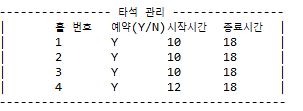 ---------------- 타석 관리 ----------------
| 홀 번호 예약(Y/N)시작시간 종료시간 |
| 1 Y 10 18 |
| 2 Y 10 18 |
| 3 Y 10 18 |
| 4 Y 12 18 |
-------------------------------------------